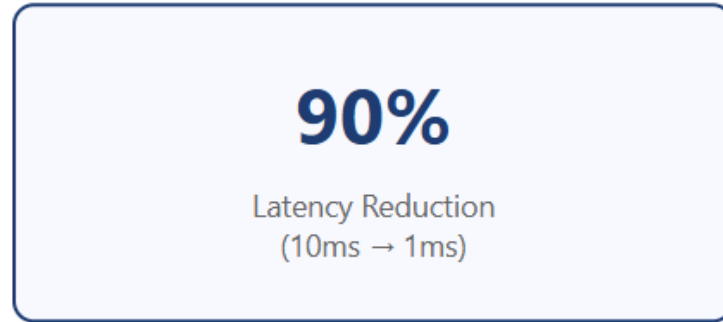 90%
Latency Reduction
(10ms → 1ms)